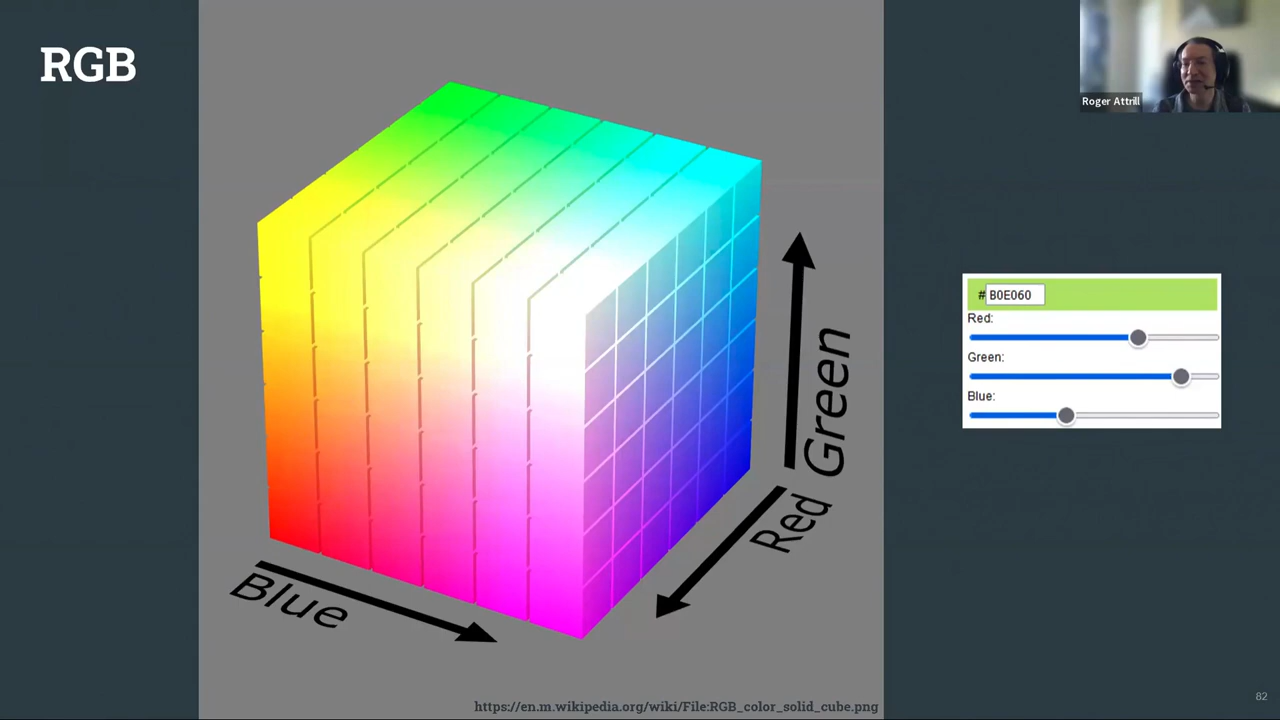 RGB
Roger Attrill
Green
Red
Blue
# B0E060
Red:
Green:
Blue:
https://en.m.wikipedia.org/wiki/File:RGB_color_solid_cube.png
82